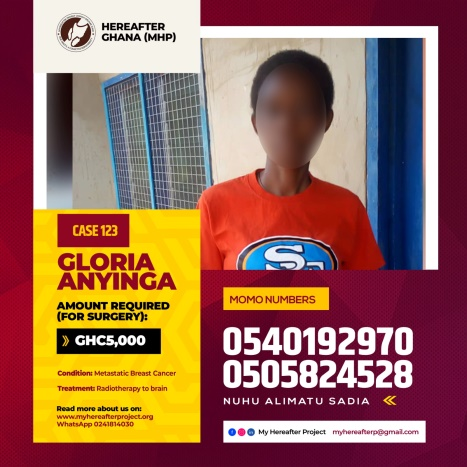 HEREAFTER
GHANA (MHP)
CASE 123
GLORIA
ANYINGA
AMOUNT REQUIRED
(FOR SURGERY):
GHC5,000
Condition: Metastatic Breast Cancer
Treatment: Radiotherapy to brain
Read more about us on:
www.myhereafterproject.org
WhatsApp 0241814030
MOMO NUMBERS
0540192970
0505824528
NUHU ALIMATU SADIA
My Hereafter Project myhereafterp@gmail.com